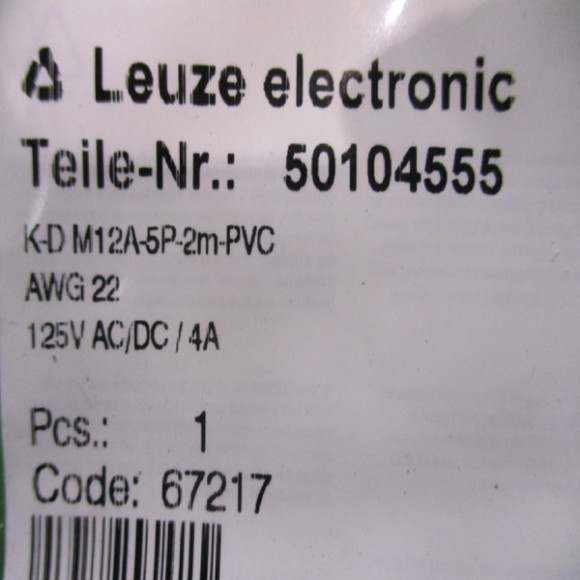 Leuze electronic
Teile-Nr.: 50104555
K-D M12A-5P-2m-PVC
AWG 22
125V AC/DC / 4A
Pcs.: 1
Code: 67217